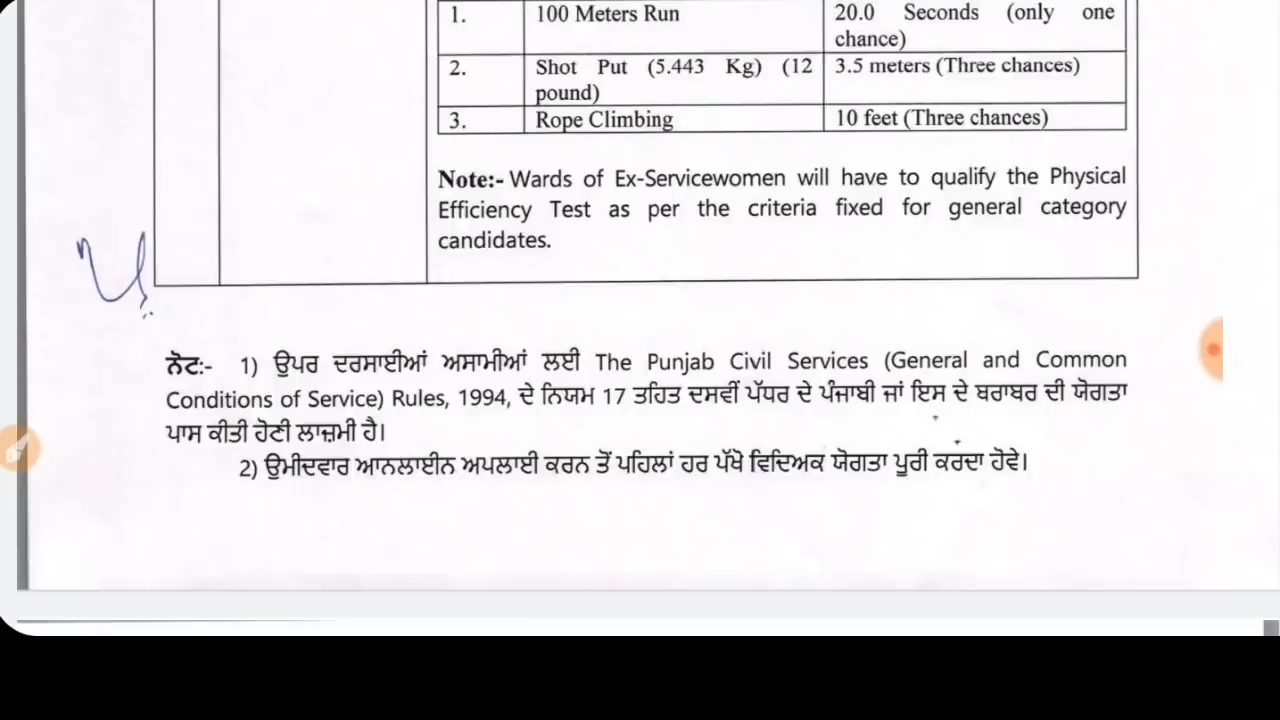 1. 100 Meters Run 20.0 Seconds (only one
chance)
2. Shot Put (5.443 Kg) (12 3.5 meters (Three chances)
pound)
3. Rope Climbing 10 feet (Three chances)
Note:- Wards of Ex-Servicewomen will have to qualify the Physical
Efficiency Test as per the criteria fixed for general category
candidates.
ਨੋਟ:- 1) ਉਪਰ ਦਰਸਾਈਆਂ ਅਸਾਮੀਆਂ ਲਈ The Punjab Civil Services (General and Common
Conditions of Service) Rules, 1994, ਦੇ ਨਿਯਮ 17 ਤਹਿਤ ਦਸਵੀਂ ਪੱਧਰ ਦੇ ਪੰਜਾਬੀ ਜਾਂ ਇਸ ਦੇ ਬਰਾਬਰ ਦੀ ਯੋਗਤਾ
ਪਾਸ ਕੀਤੀ ਹੋਣੀ ਲਾਜ਼ਮੀ ਹੈ।
2) ਉਮੀਦਵਾਰ ਆਨਲਾਈਨ ਅਪਲਾਈ ਕਰਨ ਤੋਂ ਪਹਿਲਾਂ ਹਰ ਪੱਖੋ ਵਿਦਿਅਕ ਯੋਗਤਾ ਪੂਰੀ ਕਰਦਾ ਹੋਵੇ।